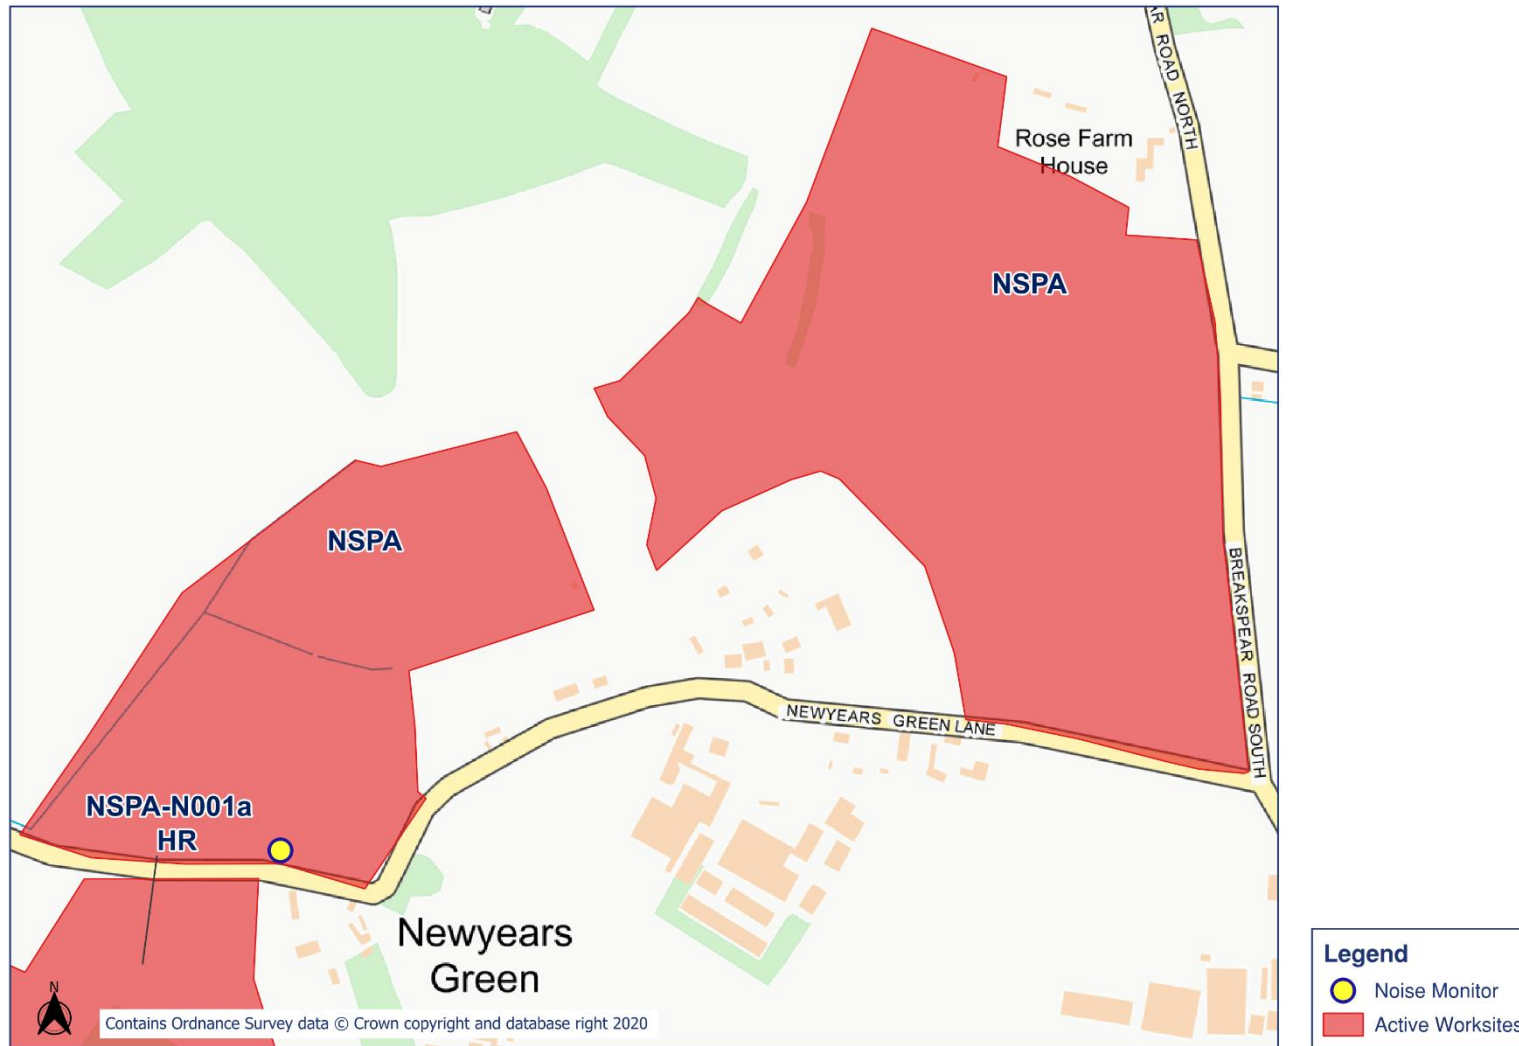 AR ROAD NORTH
Rose Farm
House
NSPA
NSPA
BREAKSPEAR ROAD SOUTH
NEWYEARS GREEN LANE
NSPA-N001a
HR
Newyears
Green
N
Contains Ordnance Survey data © Crown copyright and database right 2020
Legend
Noise Monitor
Active Worksites